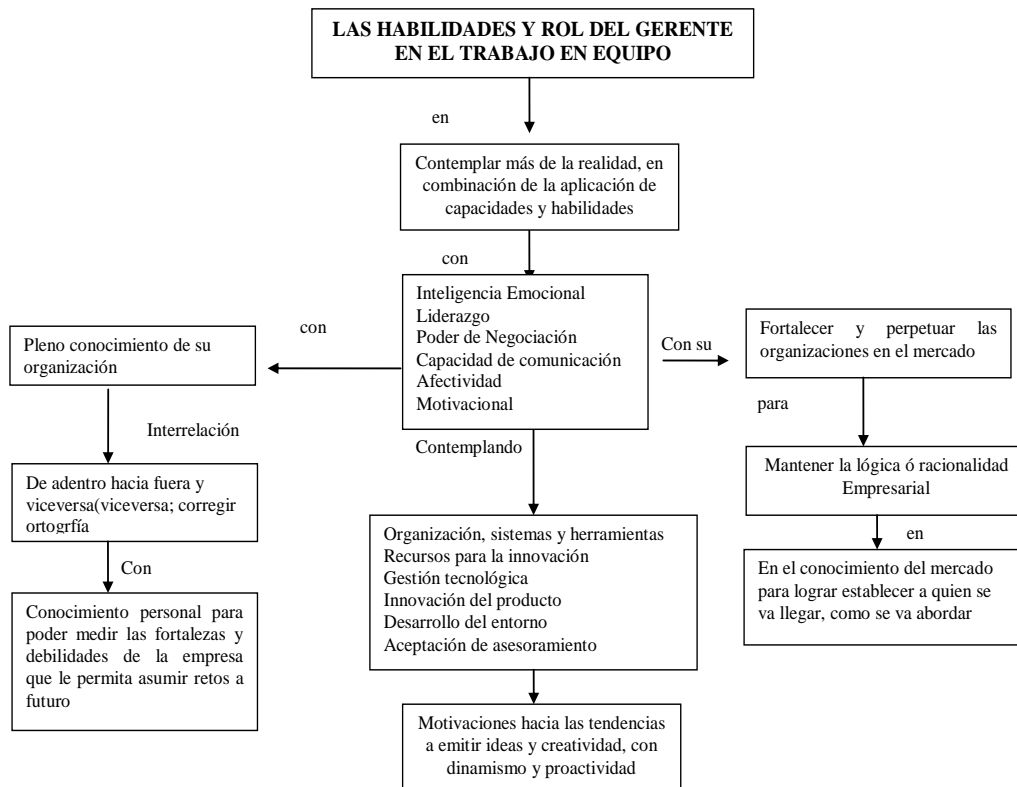 LAS HABILIDADES Y ROL DEL GERENTE
EN EL TRABAJO EN EQUIPO
en
Contemplar más de la realidad, en
combinación de la aplicación de
capacidades y habilidades
con
Inteligencia Emocional
Liderazgo
Poder de Negociación
Capacidad de comunicación
Afectividad
Motivacional
con
Pleno conocimiento de su
organización
Interrelación
De adentro hacia fuera y
viceversa(viceversa; corregir
ortogrfía
Con
Conocimiento personal para
poder medir las fortalezas y
debilidades de la empresa
que le permita asumir retos a
futuro
Contemplando
Organización, sistemas y herramientas
Recursos para la innovación
Gestión tecnológica
Innovación del producto
Desarrollo del entorno
Aceptación de asesoramiento
Motivaciones hacia las tendencias
a emitir ideas y creatividad, con
dinamismo y proactividad
Con su
Fortalecer y perpetuar las
organizaciones en el mercado
para
Mantener la lógica ó racionalidad
Empresarial
en
En el conocimiento del mercado
para lograr establecer a quien se
va llegar, como se va abordar